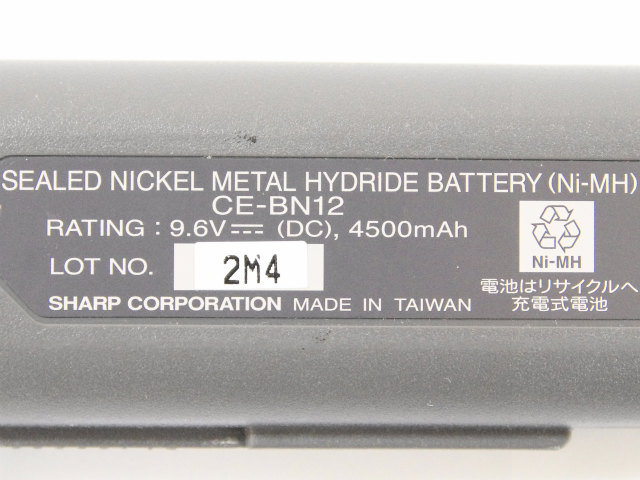 SEALED NICKEL METAL HYDRIDE BATTERY (Ni-MH)
CE-BN12
RATING : 9.6V⎓ (DC), 4500mAh
LOT NO. 2M4
SHARP CORPORATION MADE IN TAIWAN
Ni-MH
電池はリサイクルへ
充電式電池